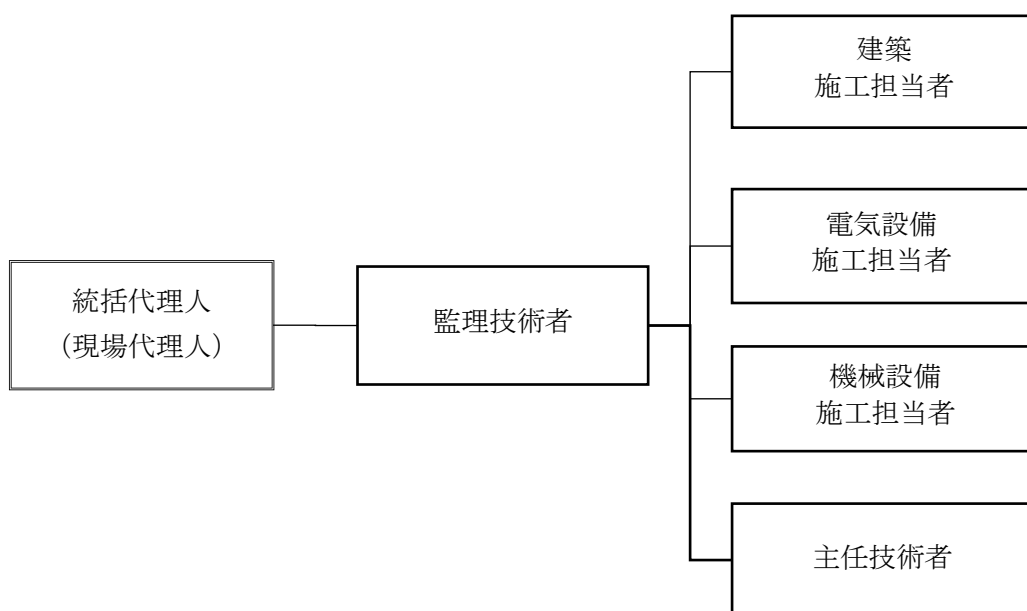 統括代理人
（現場代理人）
監理技術者
建築
施工担当者
電気設備
施工担当者
機械設備
施工担当者
主任技術者